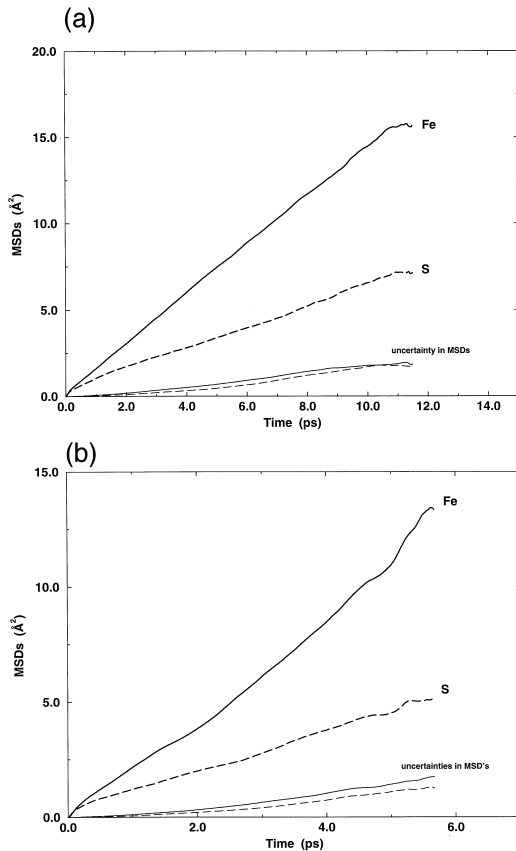 (a)
20.0
15.0
10.0
5.0
0.0
MSDs (Å²)
Fe
S
uncertainty in MSDs
0.0 2.0 4.0 6.0 8.0 10.0 12.0 14.0
Time (ps)
(b)
15.0
10.0
5.0
0.0
MSDs (Å²)
Fe
S
uncertainties in MSD's
0.0 2.0 4.0 6.0
Time (ps)